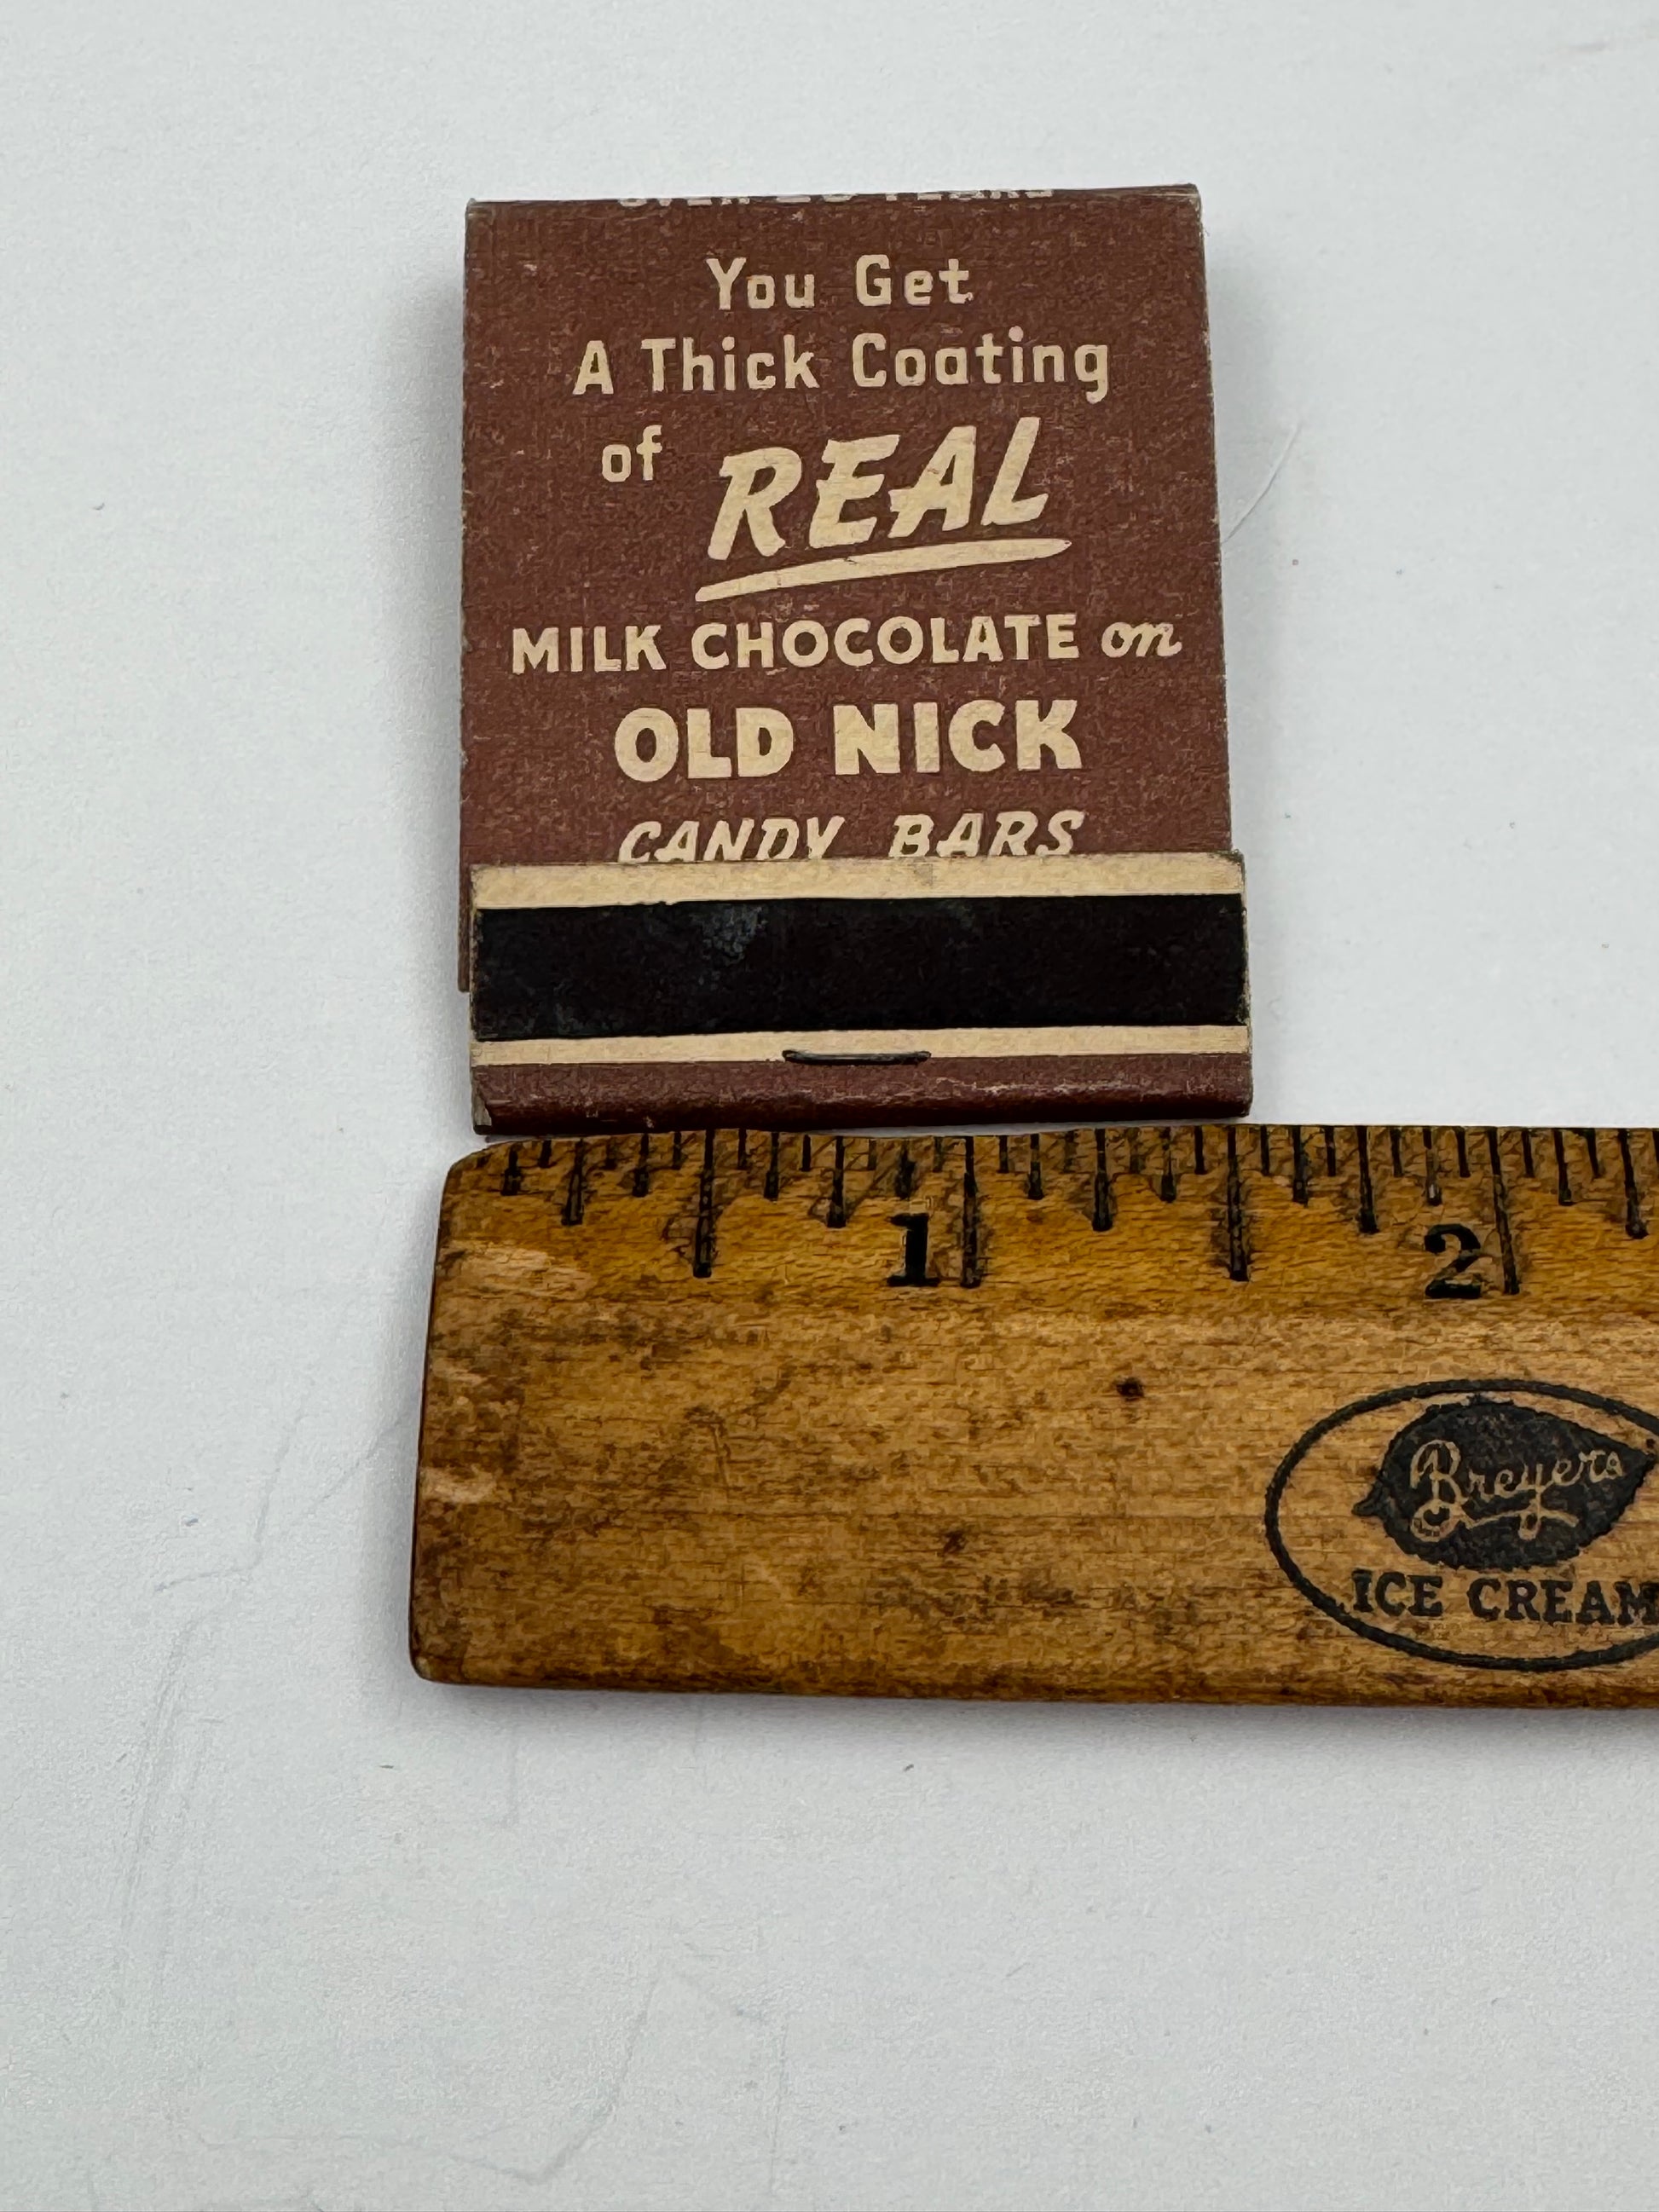 You Get
A Thick Coating
of REAL
MILK CHOCOLATE on
OLD NICK
CANDY BARS
1 2
Breyers
ICE CREAM